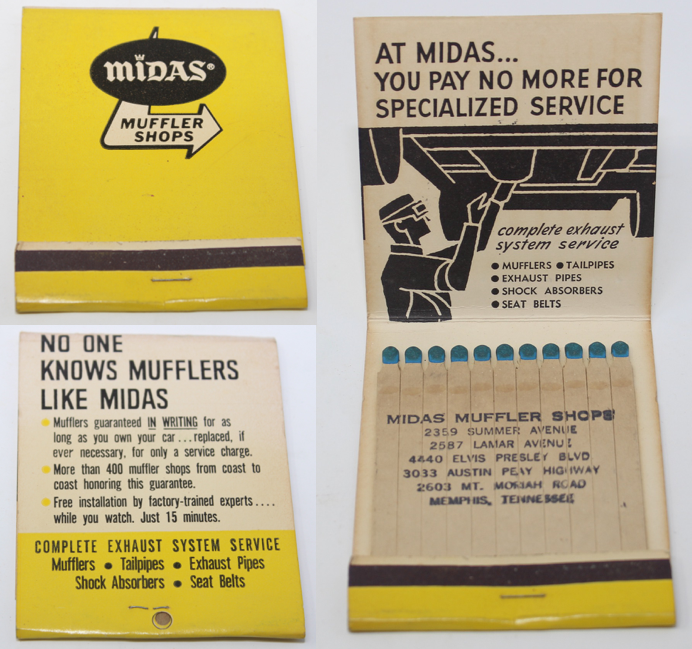 MIDAS®
MUFFLER
SHOPS
NO ONE
KNOWS MUFFLERS
LIKE MIDAS
Mufflers guaranteed IN WRITING for as
long as you own your car...replaced, if
ever necessary, for only a service charge.
More than 400 muffler shops from coast to
coast honoring this guarantee.
Free installation by factory-trained experts....
while you watch. Just 15 minutes.
COMPLETE EXHAUST SYSTEM SERVICE
Mufflers ● Tailpipes ● Exhaust Pipes
Shock Absorbers ● Seat Belts
AT MIDAS...
YOU PAY NO MORE FOR
SPECIALIZED SERVICE
complete exhaust
system service
● MUFFLERS ● TAILPIPES
● EXHAUST PIPES
● SHOCK ABSORBERS
● SEAT BELTS
MIDAS MUFFLER SHOPS
2359 SUMMER AVENUE
2587 LAMAR AVENUE
4440 ELVIS PRESLEY BLVD
3033 AUSTIN PEAY HIGHWAY
2603 MT. MORIAH ROAD
MEMPHIS, TENNESSEE